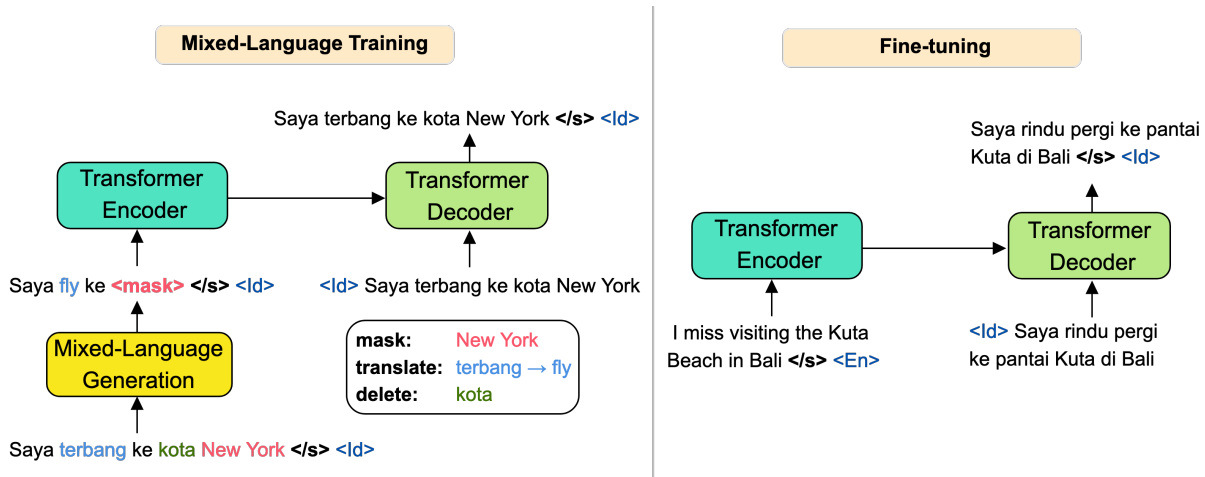 Mixed-Language Training
Saya terbang ke kota New York </s> <Id>
Transformer
Encoder
Transformer
Decoder
Saya fly ke <mask> </s> <Id>
<Id> Saya terbang ke kota New York
Mixed-Language
Generation
mask: New York
translate: terbang → fly
delete: kota
Saya terbang ke kota New York </s> <Id>
Fine-tuning
Saya rindu pergi ke pantai
Kuta di Bali </s> <Id>
Transformer
Encoder
Transformer
Decoder
I miss visiting the Kuta
Beach in Bali </s> <En>
<Id> Saya rindu pergi
ke pantai Kuta di Bali